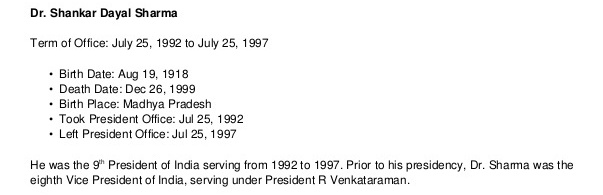 Dr. Shankar Dayal Sharma
Term of Office: July 25, 1992 to July 25, 1997
• Birth Date: Aug 19, 1918
• Death Date: Dec 26, 1999
• Birth Place: Madhya Pradesh
• Took President Office: Jul 25, 1992
• Left President Office: Jul 25, 1997
He was the 9th President of India serving from 1992 to 1997. Prior to his presidency, Dr. Sharma was the
eighth Vice President of India, serving under President R Venkataraman.